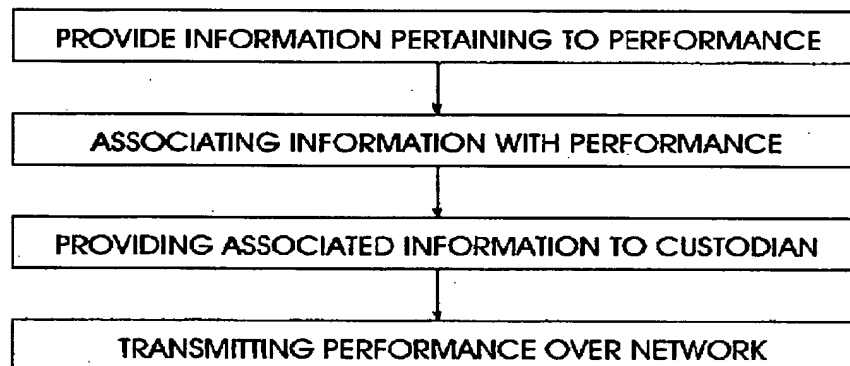 PROVIDE INFORMATION PERTAINING TO PERFORMANCE
ASSOCIATING INFORMATION WITH PERFORMANCE
PROVIDING ASSOCIATED INFORMATION TO CUSTODIAN
TRANSMITTING PERFORMANCE OVER NETWORK